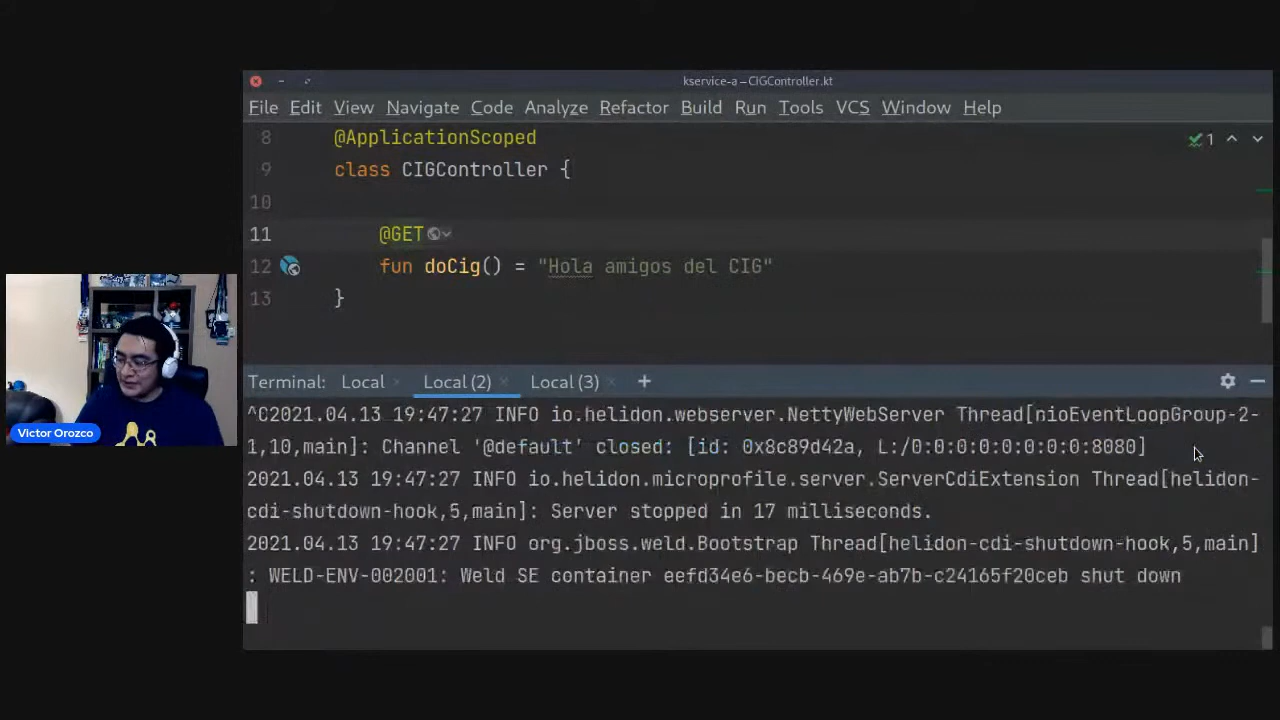 kservice-a – CIGController.kt
File Edit View Navigate Code Analyze Refactor Build Run Tools VCS Window Help
8 @ApplicationScoped
1
9 class CIGController {
10
11 @GET
12 fun doCig() = "Hola amigos del CIG"
13 }
Terminal: Local × Local (2) × Local (3) × +
^C2021.04.13 19:47:27 INFO io.helidon.webserver.NettyWebServer Thread[nioEventLoopGroup-2-
1,10,main]: Channel '@default' closed: [id: 0x8c89d42a, L:/0:0:0:0:0:0:0:0:8080]
2021.04.13 19:47:27 INFO io.helidon.microprofile.server.ServerCdiExtension Thread[helidon-
cdi-shutdown-hook,5,main]: Server stopped in 17 milliseconds.
2021.04.13 19:47:27 INFO org.jboss.weld.Bootstrap Thread[helidon-cdi-shutdown-hook,5,main]
: WELD-ENV-002001: Weld SE container eefd34e6-becb-469e-ab7b-c24165f20ceb shut down
Victor Orozco